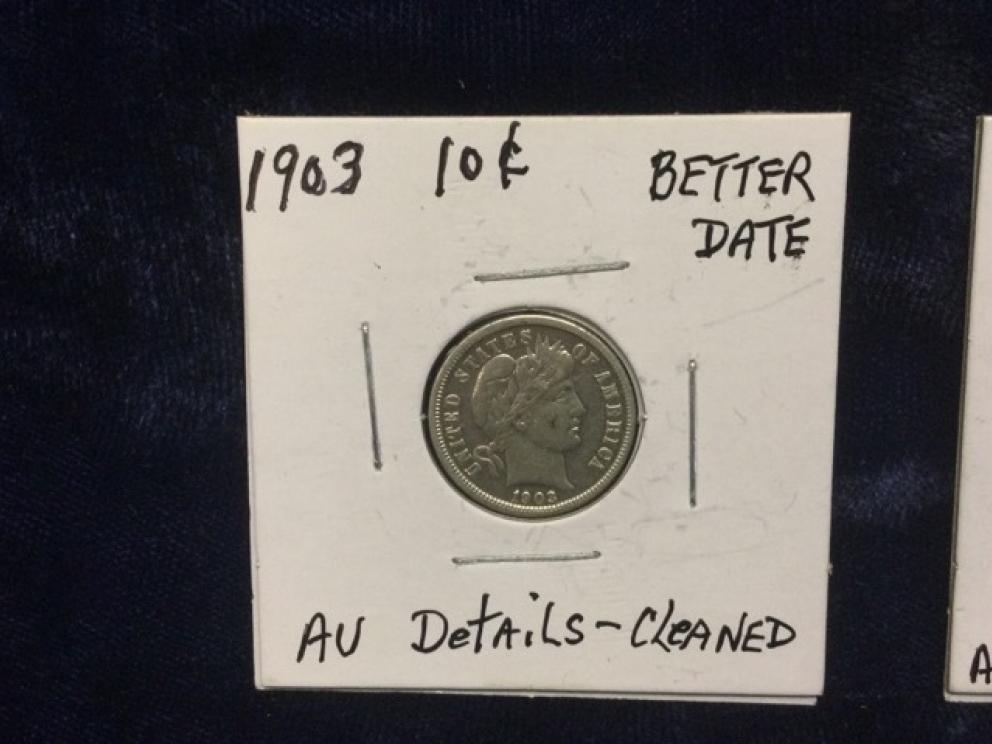 1903 10¢ BETTER
DATE
UNITED STATES OF AMERICA
1903
AU DetAiLS - CLeANED
A